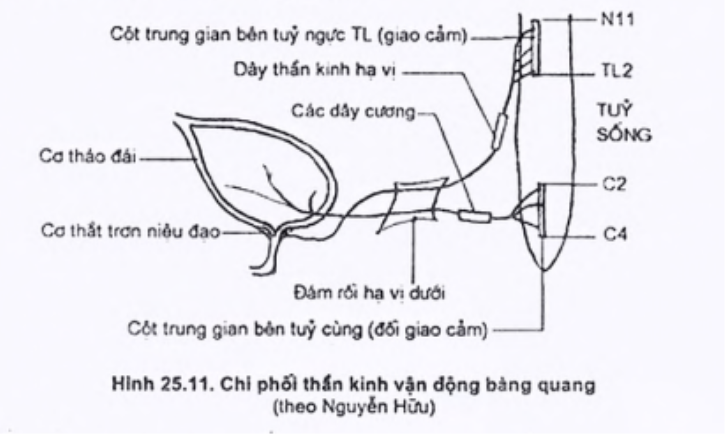 Cột trung gian bên tuỷ ngực TL (giao cảm)
N11
Dây thần kinh hạ vị
TL2
Các dây cương
TUỶ
SỐNG
Cơ tháo đái
C2
Cơ thắt trơn niệu đạo
C4
Đám rối hạ vị dưới
Cột trung gian bên tuỷ cùng (đối giao cảm)
Hình 25.11. Chi phối thần kinh vận động bàng quang
(theo Nguyễn Hữu)